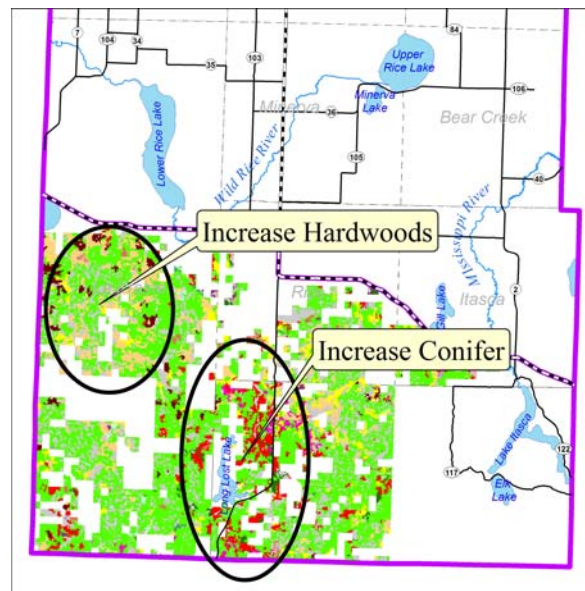 7
104
34
35
103
84
Upper
Rice Lake
106
Minerva
Lake
Minerva
36
Bear Creek
Lower Rice Lake
Wild Rice River
105
40
Mississippi River
Increase Hardwoods
2
Itasca
Gill Lake
Increase Conifer
Long Lost Lake
Lake Itasca
122
117
Elk
Lake